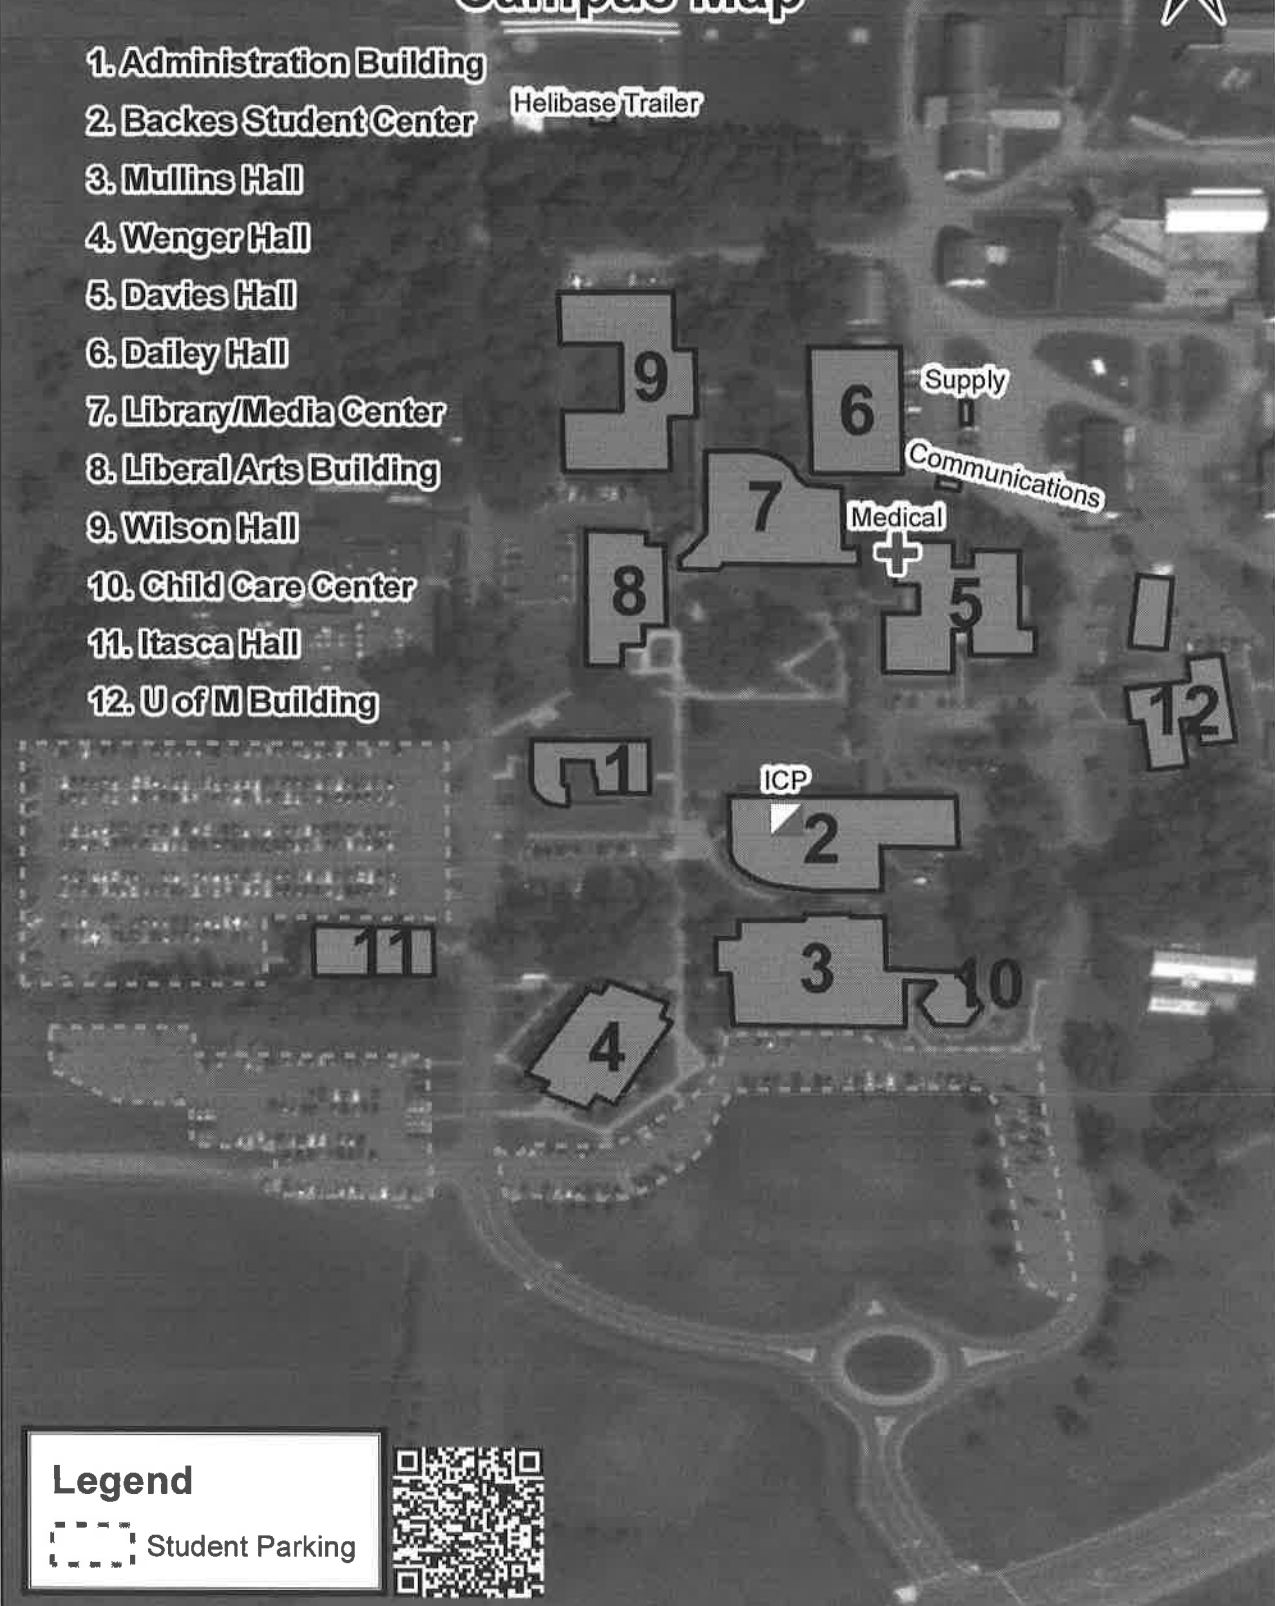 Campus Map
1. Administration Building
Helibase Trailer
2. Backes Student Center
3. Mullins Hall
4. Wenger Hall
5. Davies Hall
6. Dailey Hall
7. Library/Media Center
8. Liberal Arts Building
9. Wilson Hall
10. Child Care Center
11. Itasca Hall
12. U of M Building
9
6
Supply
Communications
7
Medical
8
5
12
1
ICP
2
11
3
10
4
Legend
Student Parking